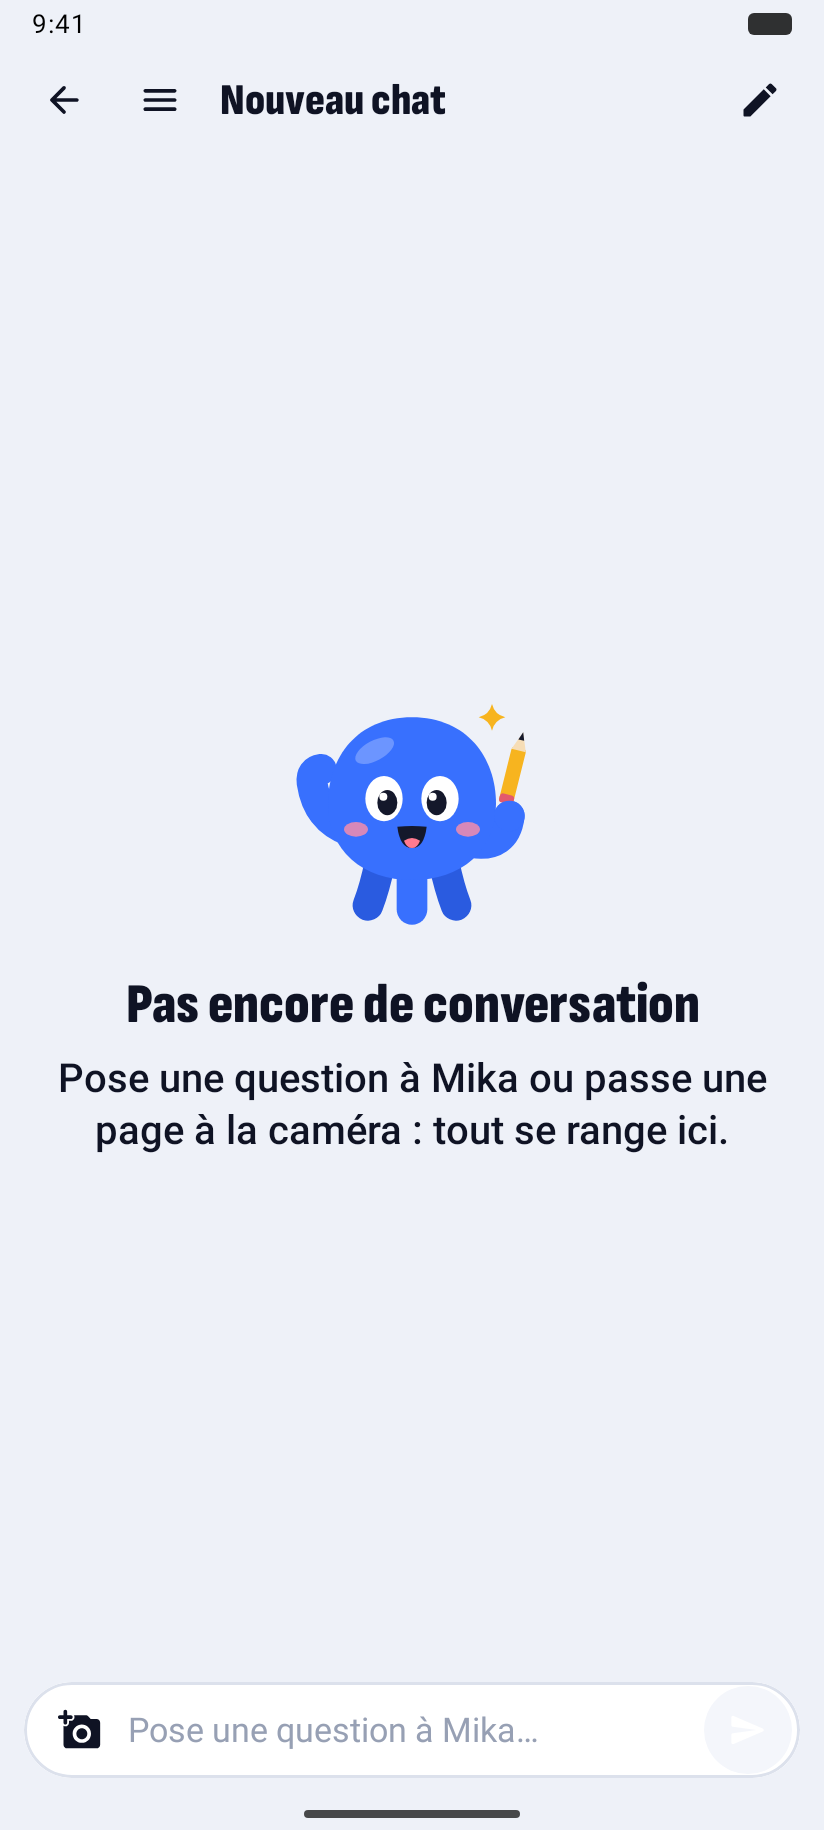 9:41
Nouveau chat
Pas encore de conversation
Pose une question à Mika ou passe une
page à la caméra : tout se range ici.
Pose une question à Mika…